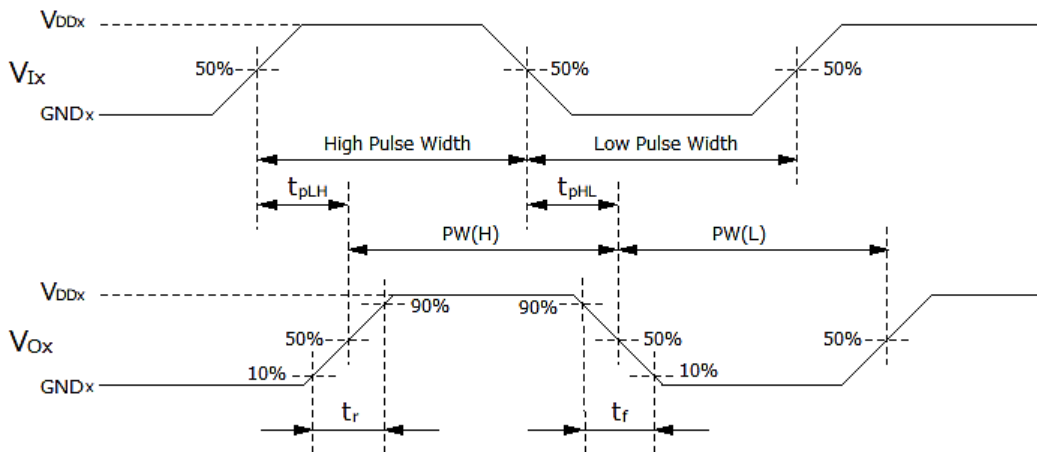 VDDx
50%
50%
50%
VIx
GNDx
High Pulse Width
Low Pulse Width
tpLH
tpHL
PW(H)
PW(L)
VDDx
90%
90%
50%
50%
50%
VOx
10%
10%
GNDx
tr
tf